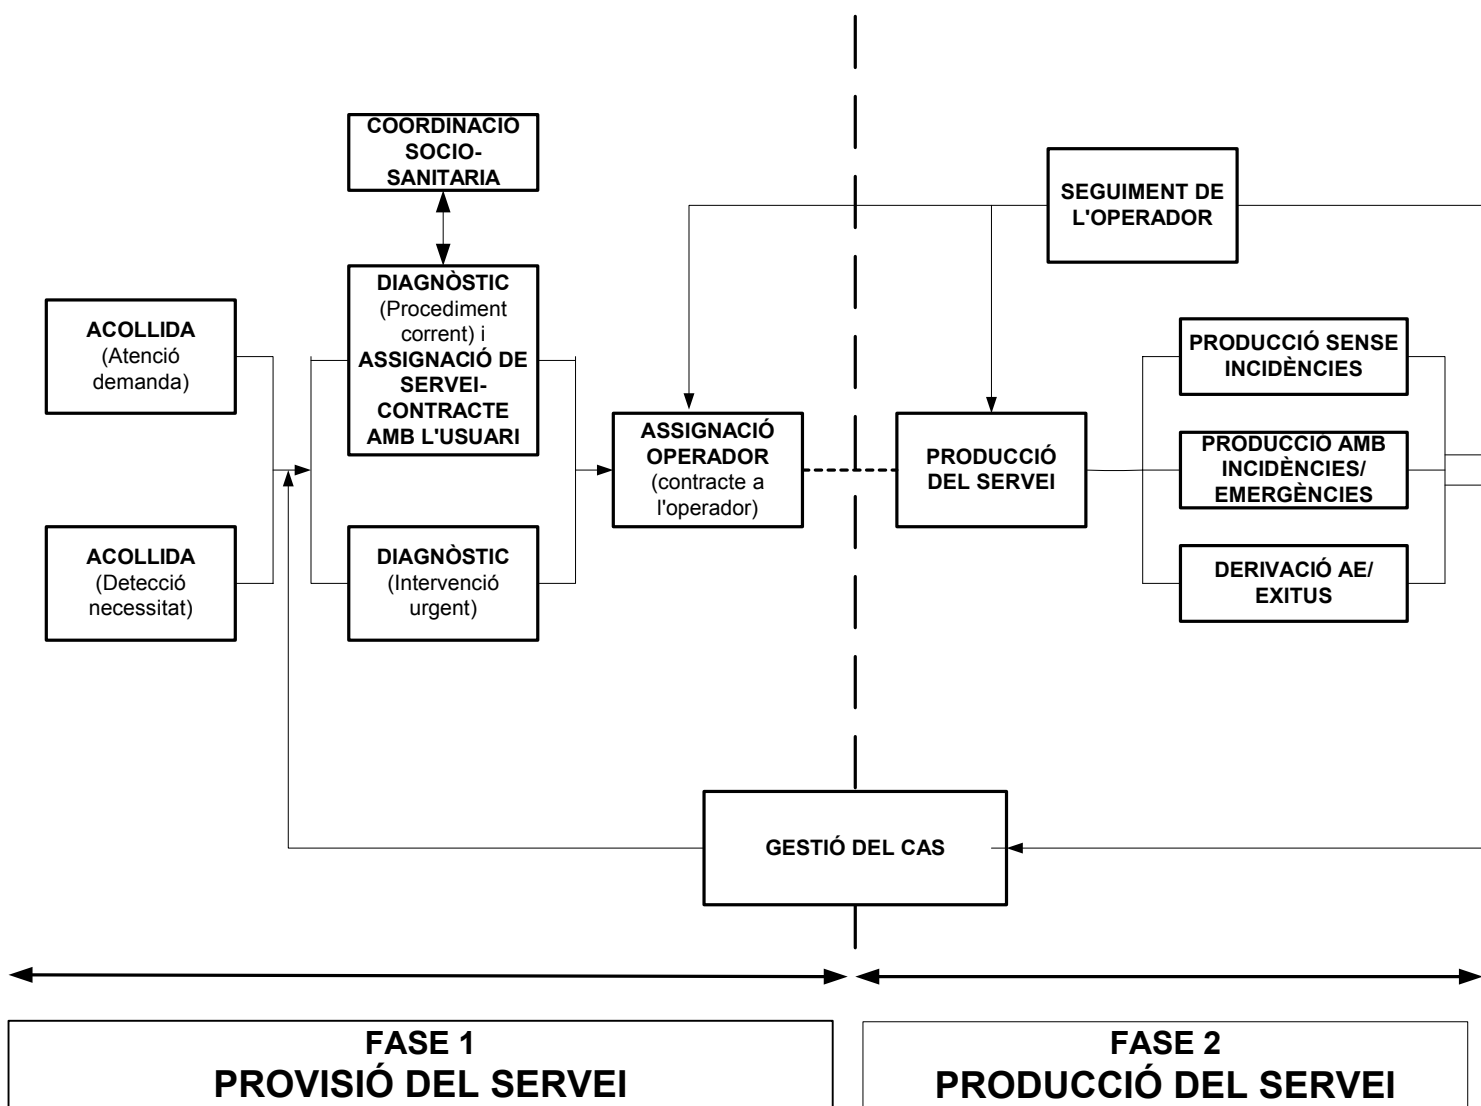 COORDINACIÓ
SOCIO-
SANITARIA
SEGUIMENT DE
L'OPERADOR
ACOLLIDA
(Atenció
demanda)
DIAGNÒSTIC
(Procediment
corrent) i
ASSIGNACIÓ DE
SERVEI-
CONTRACTE
AMB L'USUARI
PRODUCCIÓ SENSE
INCIDÈNCIES
ASSIGNACIÓ
OPERADOR
(contracte a
l'operador)
PRODUCCIÓ
DEL SERVEI
PRODUCCIÓ AMB
INCIDÈNCIES/
EMERGÈNCIES
ACOLLIDA
(Detecció
necessitat)
DIAGNÒSTIC
(Intervenció
urgent)
DERIVACIÓ AE/
EXITUS
GESTIÓ DEL CAS
FASE 1
PROVISIÓ DEL SERVEI
FASE 2
PRODUCCIÓ DEL SERVEI